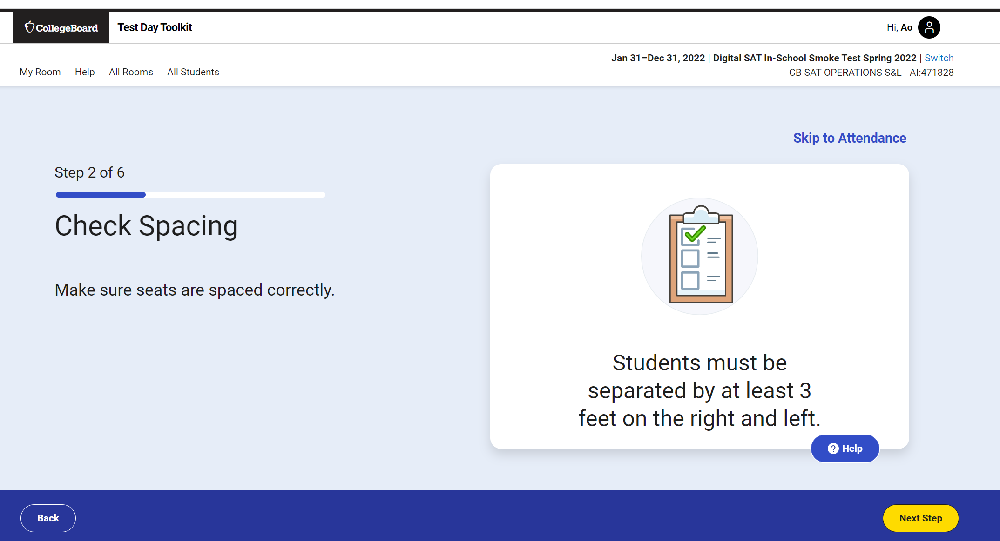 CollegeBoard
Test Day Toolkit
Hi, Ao
Jan 31–Dec 31, 2022 | Digital SAT In-School Smoke Test Spring 2022 | Switch
My Room Help All Rooms All Students
CB-SAT OPERATIONS S&L - AI:471828
Skip to Attendance
Step 2 of 6
Check Spacing
Make sure seats are spaced correctly.
Students must be
separated by at least 3
feet on the right and left.
? Help
Back
Next Step